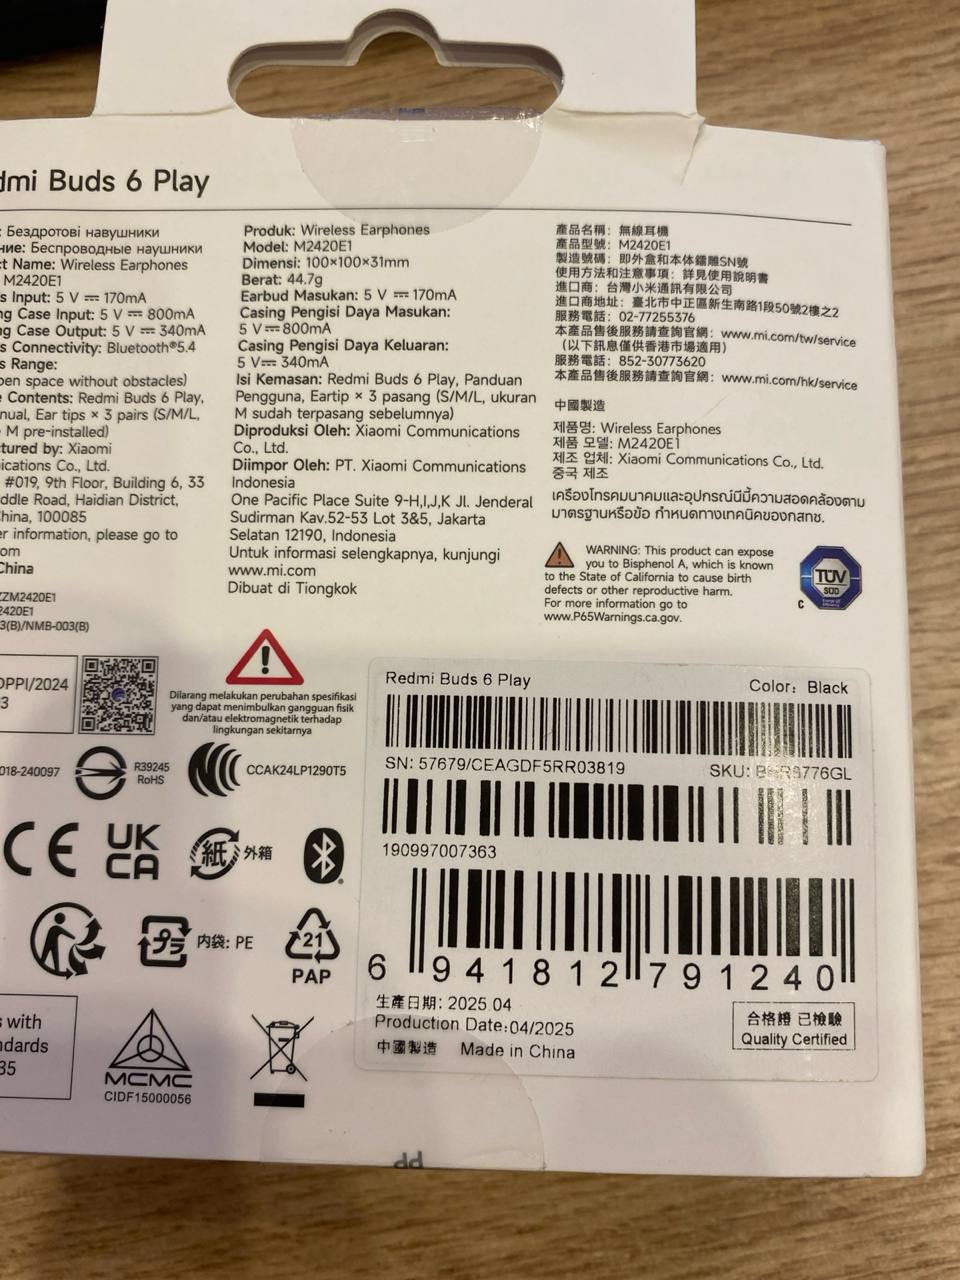 dmi Buds 6 Play
: Бездротові навушники
ние: Беспроводные наушники
ct Name: Wireless Earphones
M2420E1
s Input: 5 V ⎓ 170mA
ng Case Input: 5 V ⎓ 800mA
ng Case Output: 5 V ⎓ 340mA
s Connectivity: Bluetooth®5.4
s Range:
pen space without obstacles)
e Contents: Redmi Buds 6 Play,
nual, Ear tips × 3 pairs (S/M/L,
e M pre-installed)
ctured by: Xiaomi
ications Co., Ltd.
#019, 9th Floor, Building 6, 33
ddle Road, Haidian District,
hina, 100085
er information, please go to
om
China
ZZM2420E1
2420E1
3(B)/NMB-003(B)
Produk: Wireless Earphones
Model: M2420E1
Dimensi: 100×100×31mm
Berat: 44.7g
Earbud Masukan: 5 V ⎓ 170mA
Casing Pengisi Daya Masukan:
5 V⎓800mA
Casing Pengisi Daya Keluaran:
5 V⎓ 340mA
Isi Kemasan: Redmi Buds 6 Play, Panduan
Pengguna, Eartip × 3 pasang (S/M/L, ukuran
M sudah terpasang sebelumnya)
Diproduksi Oleh: Xiaomi Communications
Co., Ltd.
Diimpor Oleh: PT. Xiaomi Communications
Indonesia
One Pacific Place Suite 9-H,I,J,K Jl. Jenderal
Sudirman Kav.52-53 Lot 3&5, Jakarta
Selatan 12190, Indonesia
Untuk informasi selengkapnya, kunjungi
www.mi.com
Dibuat di Tiongkok
產品名稱：無線耳機
產品型號：M2420E1
製造號碼：即外盒和本体鐳雕SN號
使用方法和注意事項：詳見使用說明書
進口商：台灣小米通訊有限公司
進口商地址：臺北市中正區新生南路1段50號2樓之2
服務電話：02-77255376
本產品售後服務請查詢官網：www.mi.com/tw/service
（以下訊息僅供香港市場適用）
服務電話：852-30773620
本產品售後服務請查詢官網：www.mi.com/hk/service
中國製造
제품명: Wireless Earphones
제품 모델: M2420E1
제조 업체: Xiaomi Communications Co., Ltd.
중국 제조
เครื่องโทรคมนาคมและอุปกรณ์นี้มีความสอดคล้องตาม
มาตรฐานหรือข้อ กำหนดทางเทคนิคของกสทช.
WARNING: This product can expose
you to Bisphenol A, which is known
to the State of California to cause birth
defects or other reproductive harm.
For more information go to
www.P65Warnings.ca.gov.
TÜV
SÜD
C
DPPI/2024
3
Dilarang melakukan perubahan spesifikasi
yang dapat menimbulkan gangguan fisik
dan/atau elektromagnetik terhadap
lingkungan sekitarnya
018-240097
R39245
RoHS
CCAK24LP1290T5
CE
UK
CA
紙
外箱
プラ
内袋: PE
21
PAP
s with
ndards
35
MCMC
CIDF15000056
Redmi Buds 6 Play
Color: Black
SN: 57679/CEAGDF5RR03819
190997007363
6 941812 791240
生產日期: 2025.04
Production Date:04/2025
中國製造 Made in China
合格證 已檢驗
Quality Certified